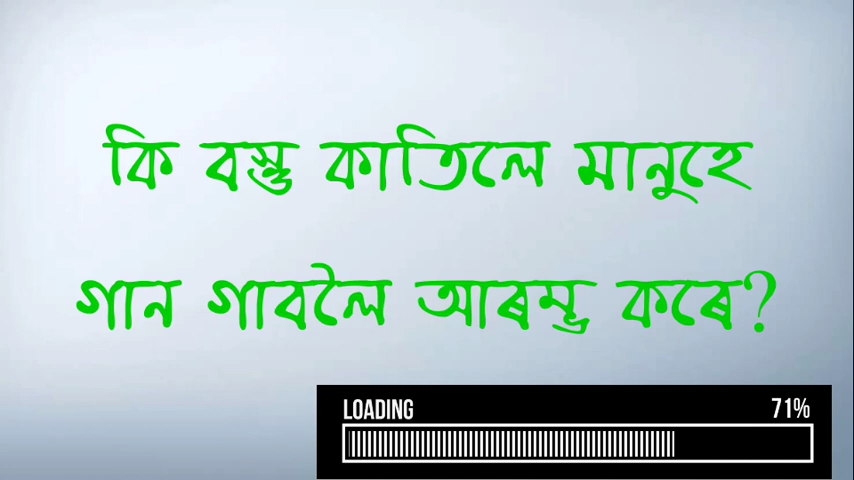 কি বস্তু কাতিলে মানুহে
গান গাবলৈ আৰম্ভ কৰে?
LOADING 71%